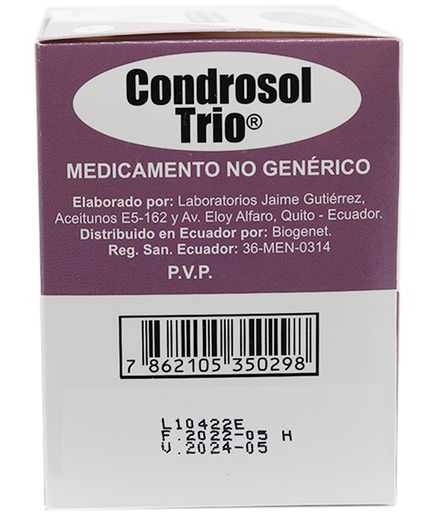 Condrosol
Trio®
MEDICAMENTO NO GENÉRICO
Elaborado por: Laboratorios Jaime Gutiérrez,
Aceitunos E5-162 y Av. Eloy Alfaro, Quito - Ecuador.
Distribuido en Ecuador por: Biogenet.
Reg. San. Ecuador: 36-MEN-0314
P.V.P.
7 862105 350298
L10422E
F.2022-05 H
V.2024-05